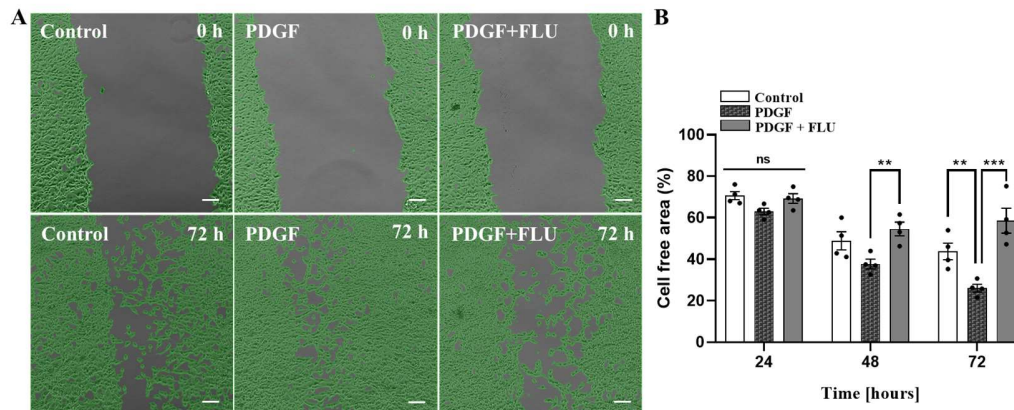 A
Control 0 h
PDGF 0 h
PDGF+FLU 0 h
Control 72 h
PDGF 72 h
PDGF+FLU 72 h
B
Control
PDGF
PDGF + FLU
Cell free area (%)
100
80
60
40
20
0
ns
**
** ***
24 48 72
Time [hours]